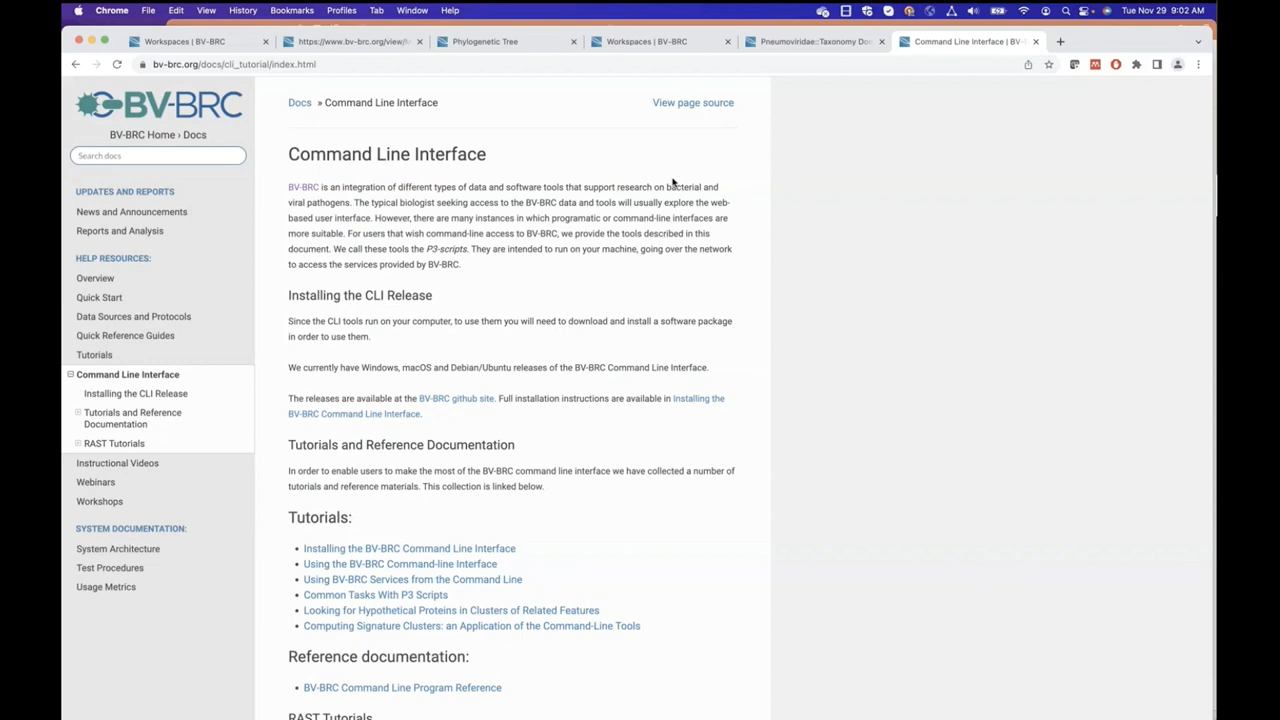 Chrome File Edit View History Bookmarks Profiles Tab Window Help Tue Nov 29 9:02 AM
Workspaces | BV-BRC https://www.bv-brc.org/view/ Phylogenetic Tree Workspaces | BV-BRC Pneumoviridae::Taxonomy Do Command Line Interface | BV-
bv-brc.org/docs/cli_tutorial/index.html
BV-BRC
BV-BRC Home › Docs
Search docs
UPDATES AND REPORTS
News and Announcements
Reports and Analysis
HELP RESOURCES:
Overview
Quick Start
Data Sources and Protocols
Quick Reference Guides
Tutorials
Command Line Interface
Installing the CLI Release
Tutorials and Reference
Documentation
RAST Tutorials
Instructional Videos
Webinars
Workshops
SYSTEM DOCUMENTATION:
System Architecture
Test Procedures
Usage Metrics
Docs » Command Line Interface View page source
Command Line Interface
BV-BRC is an integration of different types of data and software tools that support research on bacterial and
viral pathogens. The typical biologist seeking access to the BV-BRC data and tools will usually explore the web-
based user interface. However, there are many instances in which programatic or command-line interfaces are
more suitable. For users that wish command-line access to BV-BRC, we provide the tools described in this
document. We call these tools the P3-scripts. They are intended to run on your machine, going over the network
to access the services provided by BV-BRC.
Installing the CLI Release
Since the CLI tools run on your computer, to use them you will need to download and install a software package
in order to use them.
We currently have Windows, macOS and Debian/Ubuntu releases of the BV-BRC Command Line Interface.
The releases are available at the BV-BRC github site. Full installation instructions are available in Installing the
BV-BRC Command Line Interface.
Tutorials and Reference Documentation
In order to enable users to make the most of the BV-BRC command line interface we have collected a number of
tutorials and reference materials. This collection is linked below.
Tutorials:
• Installing the BV-BRC Command Line Interface
• Using the BV-BRC Command-line Interface
• Using BV-BRC Services from the Command Line
• Common Tasks With P3 Scripts
• Looking for Hypothetical Proteins in Clusters of Related Features
• Computing Signature Clusters: an Application of the Command-Line Tools
Reference documentation:
• BV-BRC Command Line Program Reference
RAST Tutorials